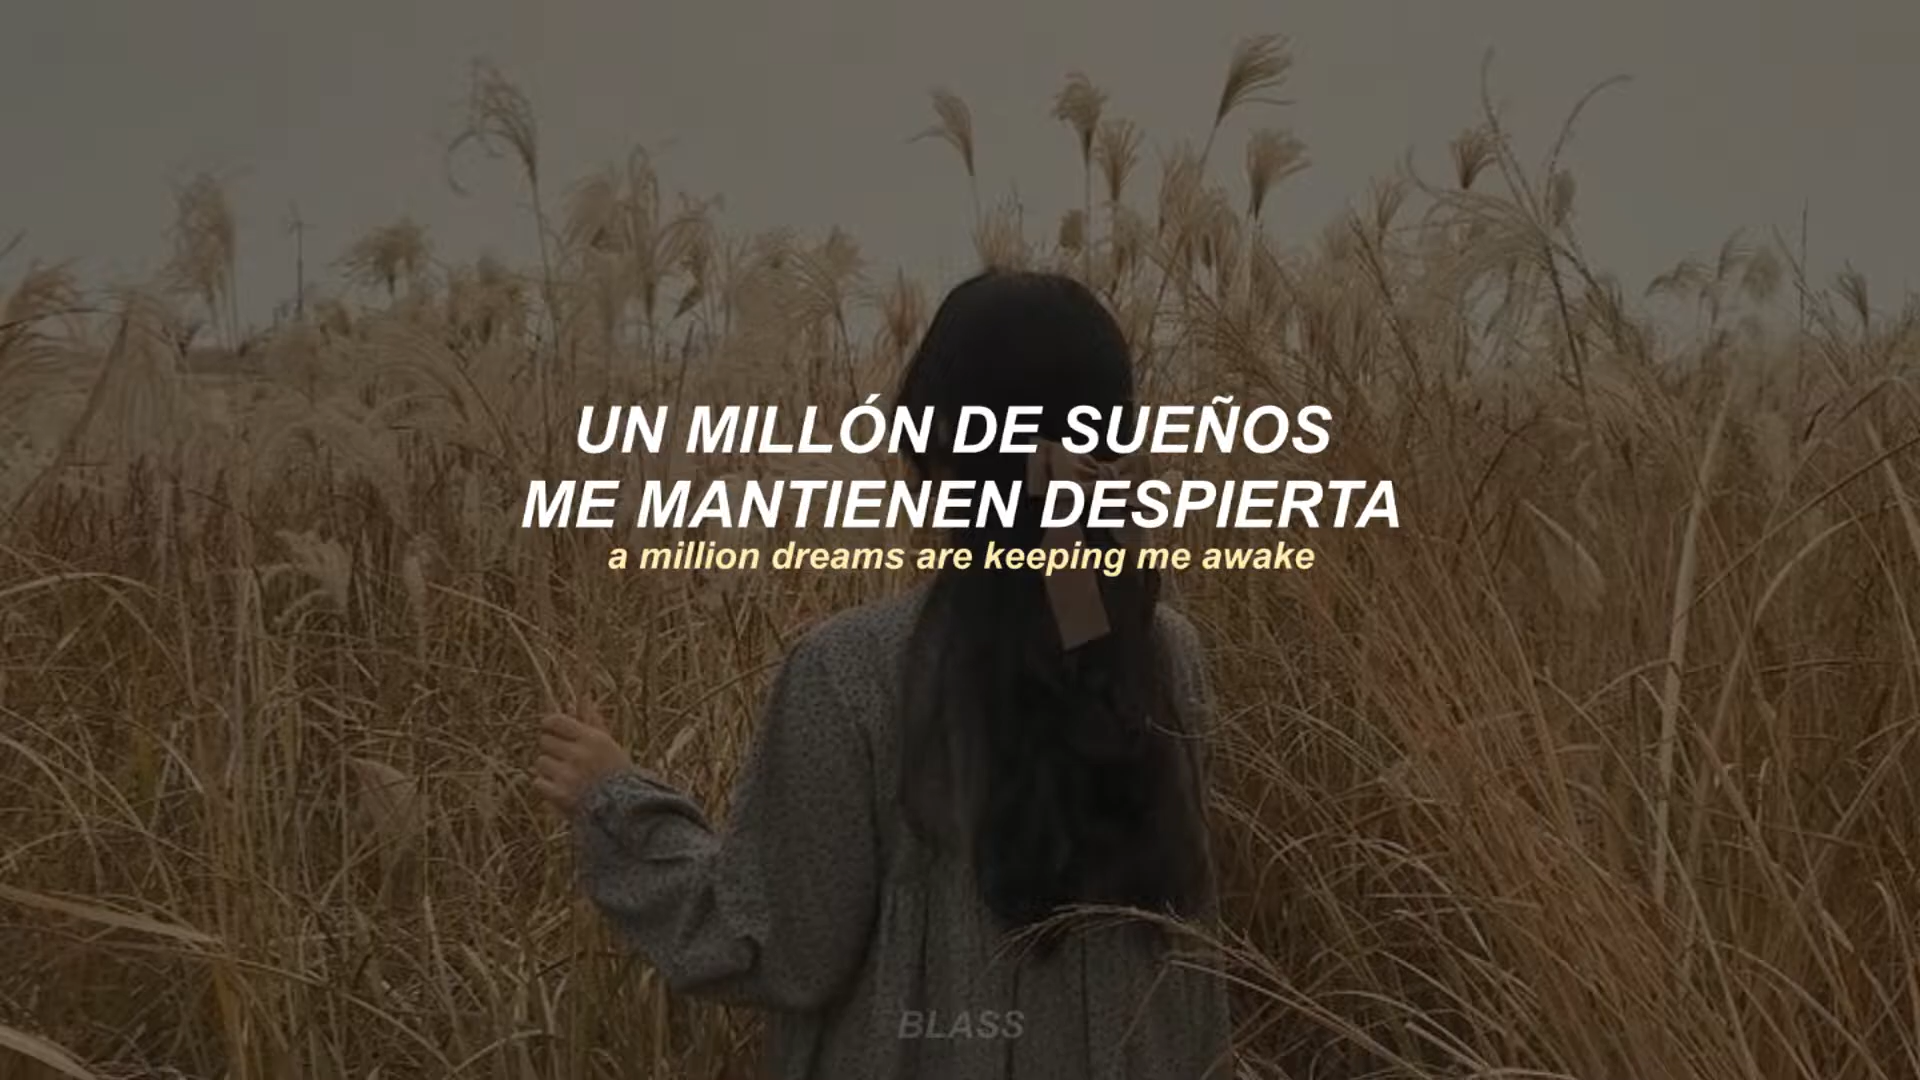 UN MILLÓN DE SUEÑOS
ME MANTIENEN DESPIERTA
a million dreams are keeping me awake
BLASS